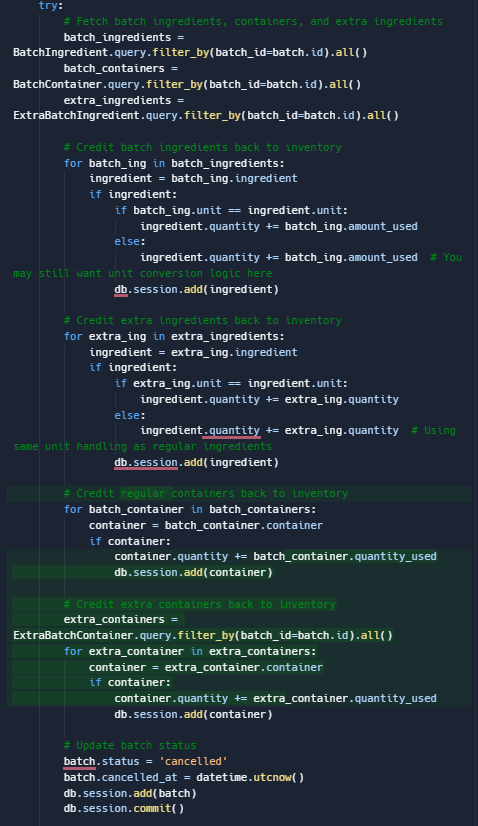 try:
# Fetch batch ingredients, containers, and extra ingredients
batch_ingredients =
BatchIngredient.query.filter_by(batch_id=batch.id).all()
batch_containers =
BatchContainer.query.filter_by(batch_id=batch.id).all()
extra_ingredients =
ExtraBatchIngredient.query.filter_by(batch_id=batch.id).all()
# Credit batch ingredients back to inventory
for batch_ing in batch_ingredients:
ingredient = batch_ing.ingredient
if ingredient:
if batch_ing.unit == ingredient.unit:
ingredient.quantity += batch_ing.amount_used
else:
ingredient.quantity += batch_ing.amount_used # You
may still want unit conversion logic here
db.session.add(ingredient)
# Credit extra ingredients back to inventory
for extra_ing in extra_ingredients:
ingredient = extra_ing.ingredient
if ingredient:
if extra_ing.unit == ingredient.unit:
ingredient.quantity += extra_ing.quantity
else:
ingredient.quantity += extra_ing.quantity # Using
same unit handling as regular ingredients
db.session.add(ingredient)
# Credit regular containers back to inventory
for batch_container in batch_containers:
container = batch_container.container
if container:
container.quantity += batch_container.quantity_used
db.session.add(container)
# Credit extra containers back to inventory
extra_containers =
ExtraBatchContainer.query.filter_by(batch_id=batch.id).all()
for extra_container in extra_containers:
container = extra_container.container
if container:
container.quantity += extra_container.quantity_used
db.session.add(container)
# Update batch status
batch.status = 'cancelled'
batch.cancelled_at = datetime.utcnow()
db.session.add(batch)
db.session.commit()